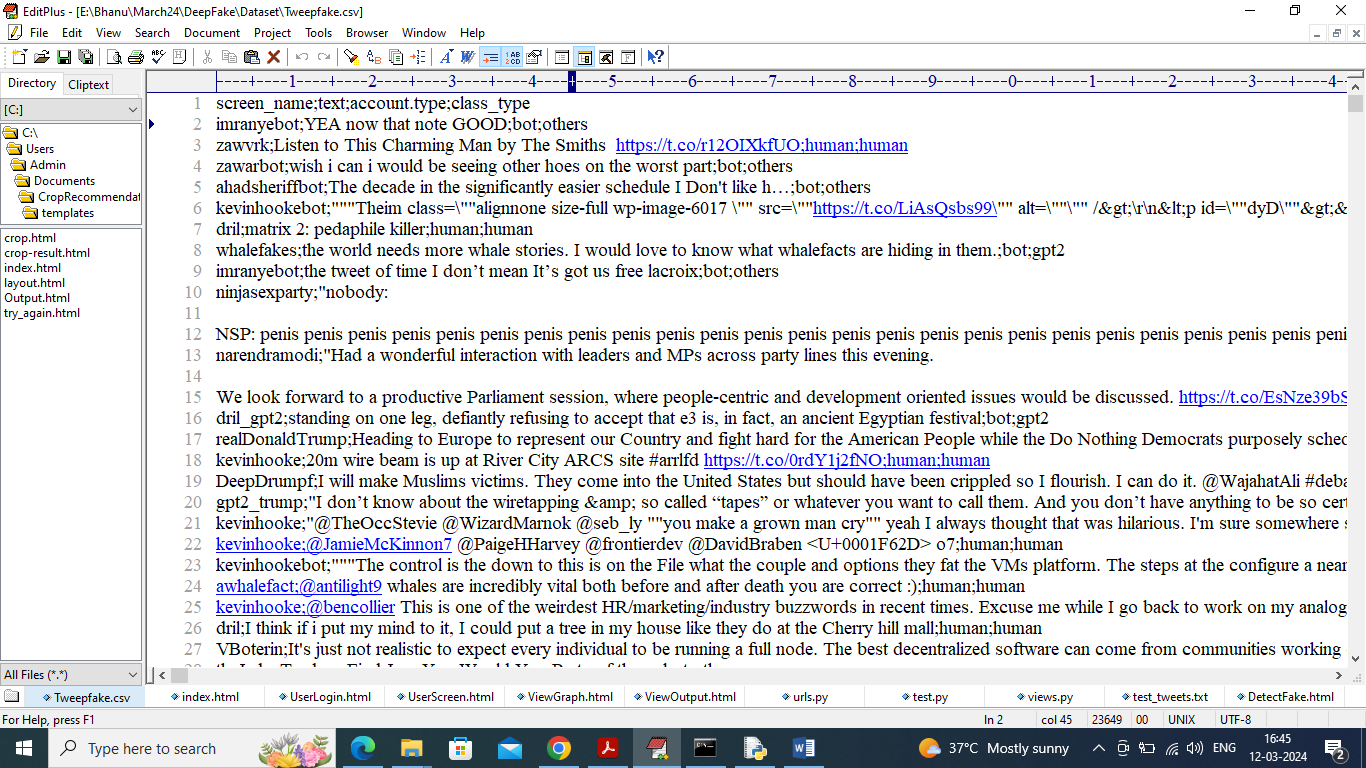 EditPlus - [E:\Bhanu\March24\DeepFake\Dataset\Tweepfake.csv]
File Edit View Search Document Project Tools Browser Window Help
Directory Cliptext
[C:]
C:\
Users
Admin
Documents
CropRecommendat
templates
crop.html
crop-result.html
index.html
layout.html
Output.html
try_again.html
All Files (*.*)
----+----1----+----2----+----3----+----4----+----5----+----6----+----7----+----8----+----9----+----0----+----1----+----2----+----3----4-
1 screen_name;text;account.type;class_type
2 imranyebot;YEA now that note GOOD;bot;others
3 zawvrk;Listen to This Charming Man by The Smiths  https://t.co/r12OIXkfUO;human;human
4 zawarbot;wish i can i would be seeing other hoes on the worst part;bot;others
5 ahadsheriffbot;The decade in the significantly easier schedule I Don't like h…;bot;others
6 kevinhookebot;"""Theim class=\""alignnone size-full wp-image-6017 \"" src=\""https://t.co/LiAsQsbs99\"" alt=\""\"" /&gt;\r\n&lt;p id=\""dyD\""&gt;&
7 dril;matrix 2: pedaphile killer;human;human
8 whalefakes;the world needs more whale stories. I would love to know what whalefacts are hiding in them.;bot;gpt2
9 imranyebot;the tweet of time I don’t mean It’s got us free lacroix;bot;others
10 ninjasexparty;"nobody:
11
12 NSP: penis penis penis penis penis penis penis penis penis penis penis penis penis penis penis penis penis penis penis penis penis penis penis penis peni
13 narendramodi;"Had a wonderful interaction with leaders and MPs across party lines this evening.
14
15 We look forward to a productive Parliament session, where people-centric and development oriented issues would be discussed. https://t.co/EsNze39bS
16 dril_gpt2;standing on one leg, defiantly refusing to accept that e3 is, in fact, an ancient Egyptian festival;bot;gpt2
17 realDonaldTrump;Heading to Europe to represent our Country and fight hard for the American People while the Do Nothing Democrats purposely sched
18 kevinhooke;20m wire beam is up at River City ARCS site #arrlfd https://t.co/0rdY1j2fNO;human;human
19 DeepDrumpf;I will make Muslims victims. They come into the United States but should have been crippled so I flourish. I can do it. @WajahatAli #deba
20 gpt2_trump;"I don’t know about the wiretapping &amp; so called “tapes” or whatever you want to call them. And you don’t have anything to be so cert
21 kevinhooke;"@TheOccStevie @WizardMarnok @seb_ly ""you make a grown man cry"" yeah I always thought that was hilarious. I'm sure somewhere s
22 kevinhooke;@JamieMcKinnon7 @PaigeHHarvey @frontierdev @DavidBraben <U+0001F62D> o7;human;human
23 kevinhookebot;"""The control is the down to this is on the File what the couple and options they fat the VMs platform. The steps at the configure a near
24 awhalefact;@antilight9 whales are incredibly vital both before and after death you are correct :);human;human
25 kevinhooke;@bencollier This is one of the weirdest HR/marketing/industry buzzwords in recent times. Excuse me while I go back to work on my analog
26 dril;I think if i put my mind to it, I could put a tree in my house like they do at the Cherry hill mall;human;human
27 VBoterin;It's just not realistic to expect every individual to be running a full node. The best decentralized software can come from communities working
Tweepfake.csv index.html UserLogin.html UserScreen.html ViewGraph.html ViewOutput.html urls.py test.py views.py test_tweets.txt DetectFake.html
For Help, press F1 ln 2 col 45 23649 00 UNIX UTF-8
Type here to search 37°C Mostly sunny ENG 16:45
12-03-2024 2